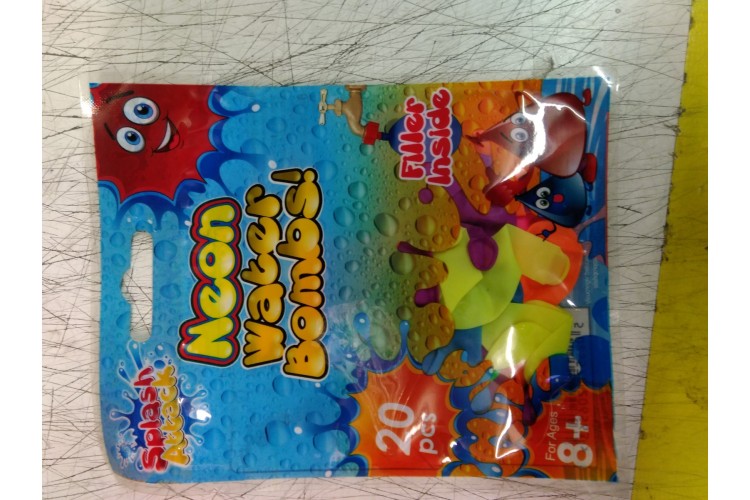 Splash
Attack
Neon
Water
Bombs!
Filler
Inside
20
pcs
For Ages
8+